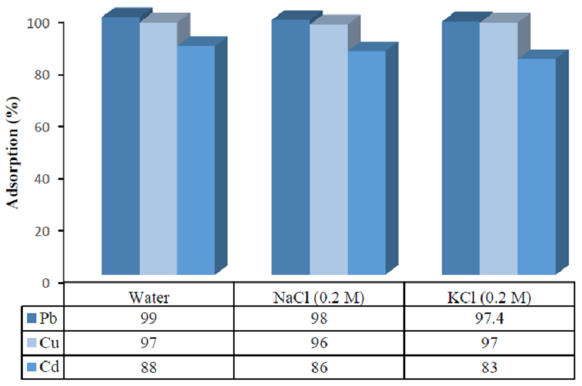 100
80
60
40
20
0
Adsorption (%)
Water NaCl (0.2 M) KCl (0.2 M)
Pb 99 98 97.4
Cu 97 96 97
Cd 88 86 83